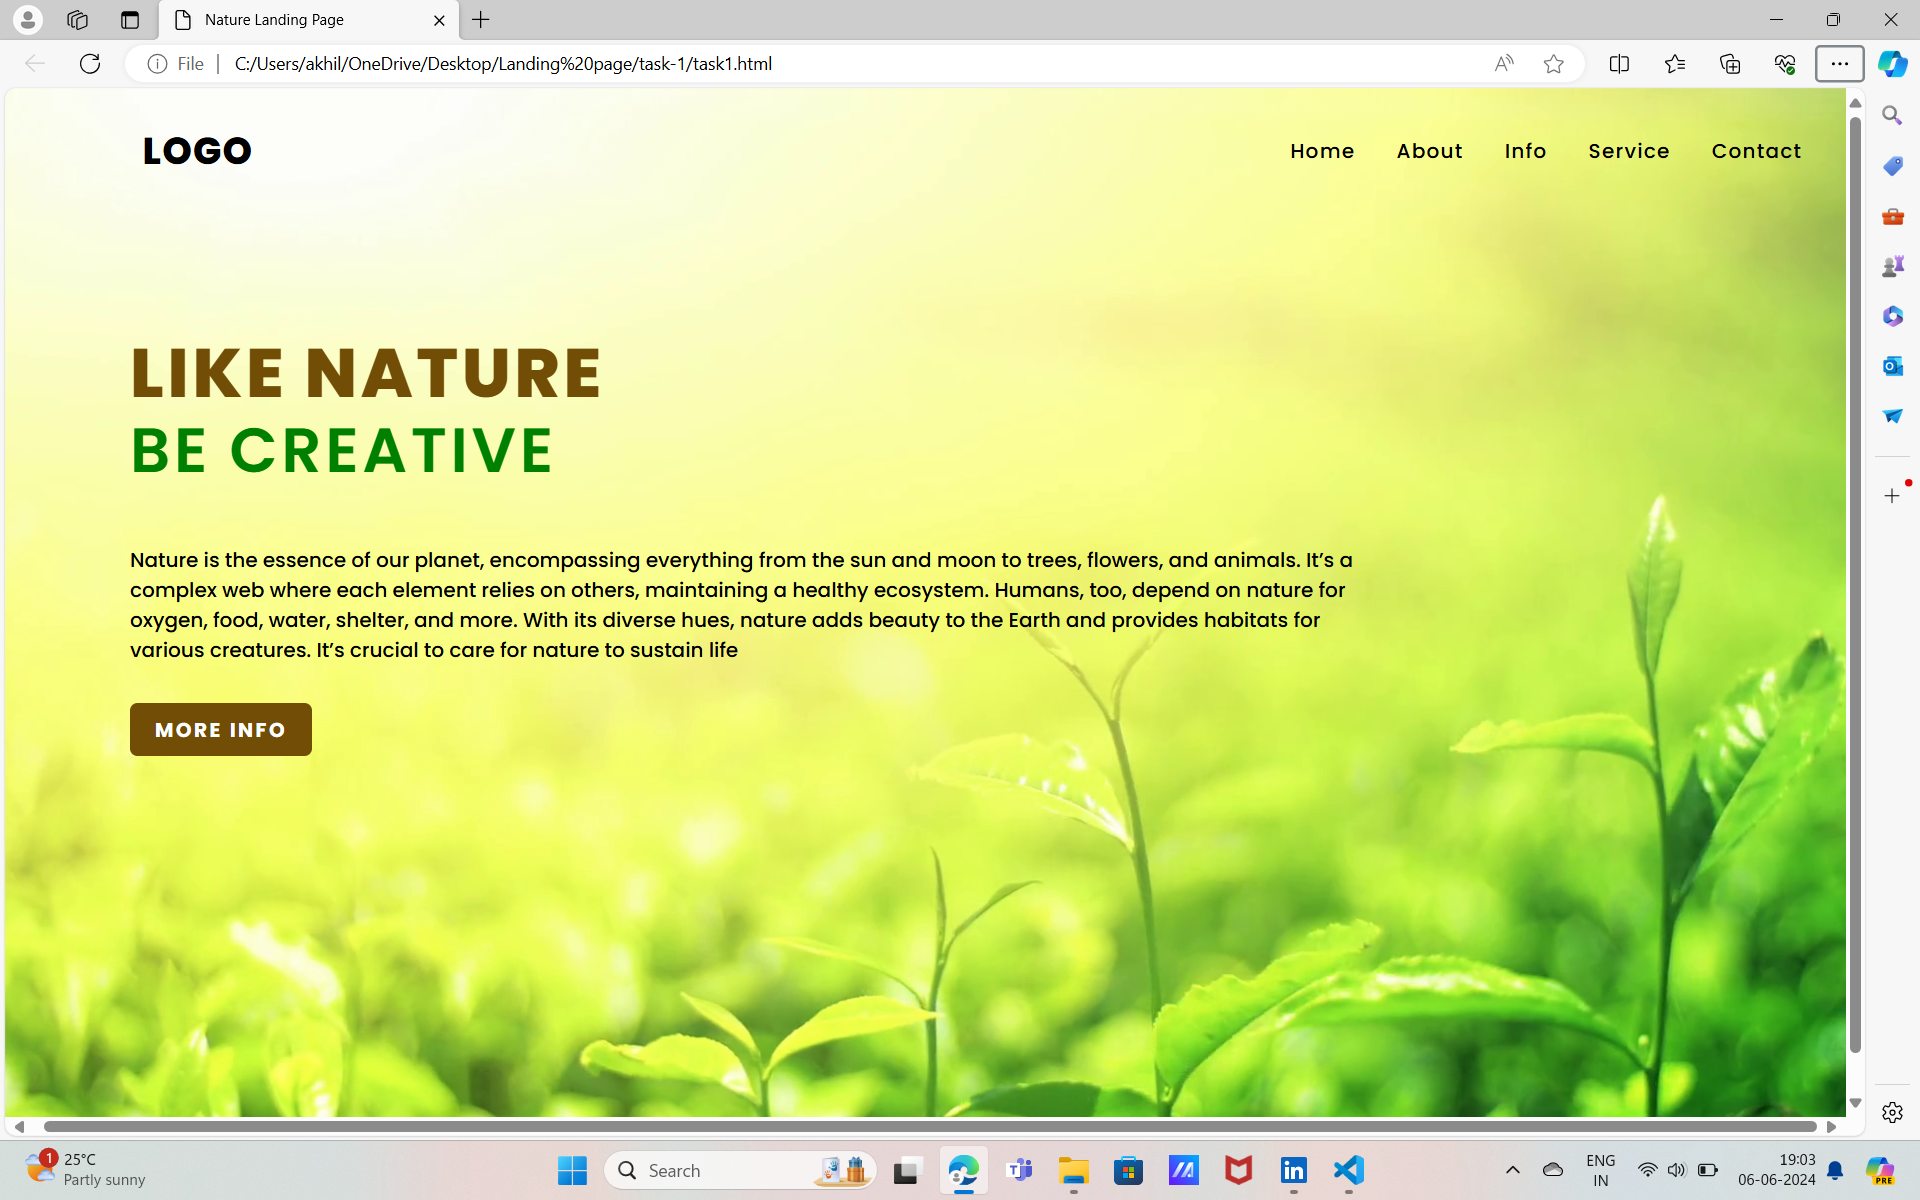 Nature Landing Page
File
C:/Users/akhil/OneDrive/Desktop/Landing%20page/task-1/task1.html
LOGO
Home About Info Service Contact
LIKE NATURE
BE CREATIVE
Nature is the essence of our planet, encompassing everything from the sun and moon to trees, flowers, and animals. It’s a
complex web where each element relies on others, maintaining a healthy ecosystem. Humans, too, depend on nature for
oxygen, food, water, shelter, and more. With its diverse hues, nature adds beauty to the Earth and provides habitats for
various creatures. It’s crucial to care for nature to sustain life
MORE INFO
1
25°C
Partly sunny
Search
ENG
IN
19:03
06-06-2024
PRE